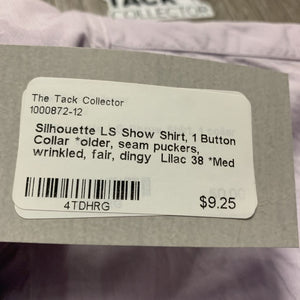 TACK
COLLECTOR
The Tack Collector
1000872-12
Silhouette LS Show Shirt, 1 Button
Collar *older, seam puckers,
wrinkled, fair, dingy Lilac 38 *Med
4TDHRG
$9.25